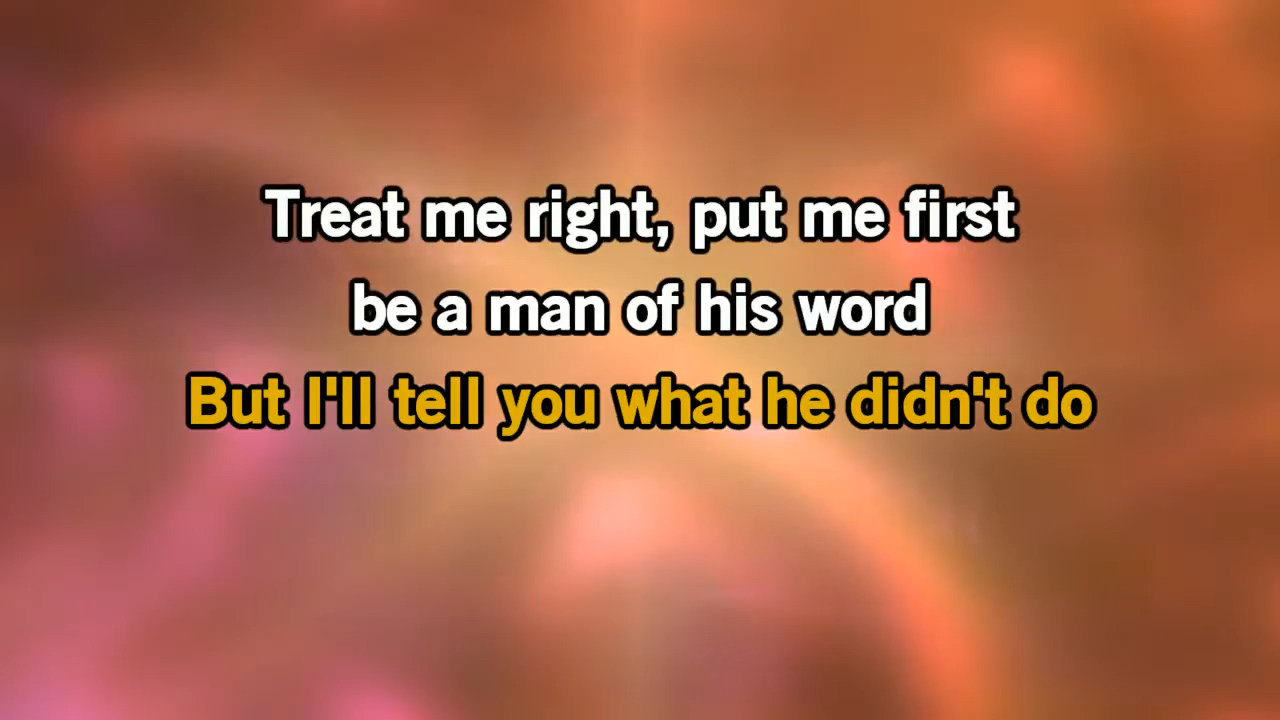 Treat me right, put me first
be a man of his word
But I'll tell you what he didn't do